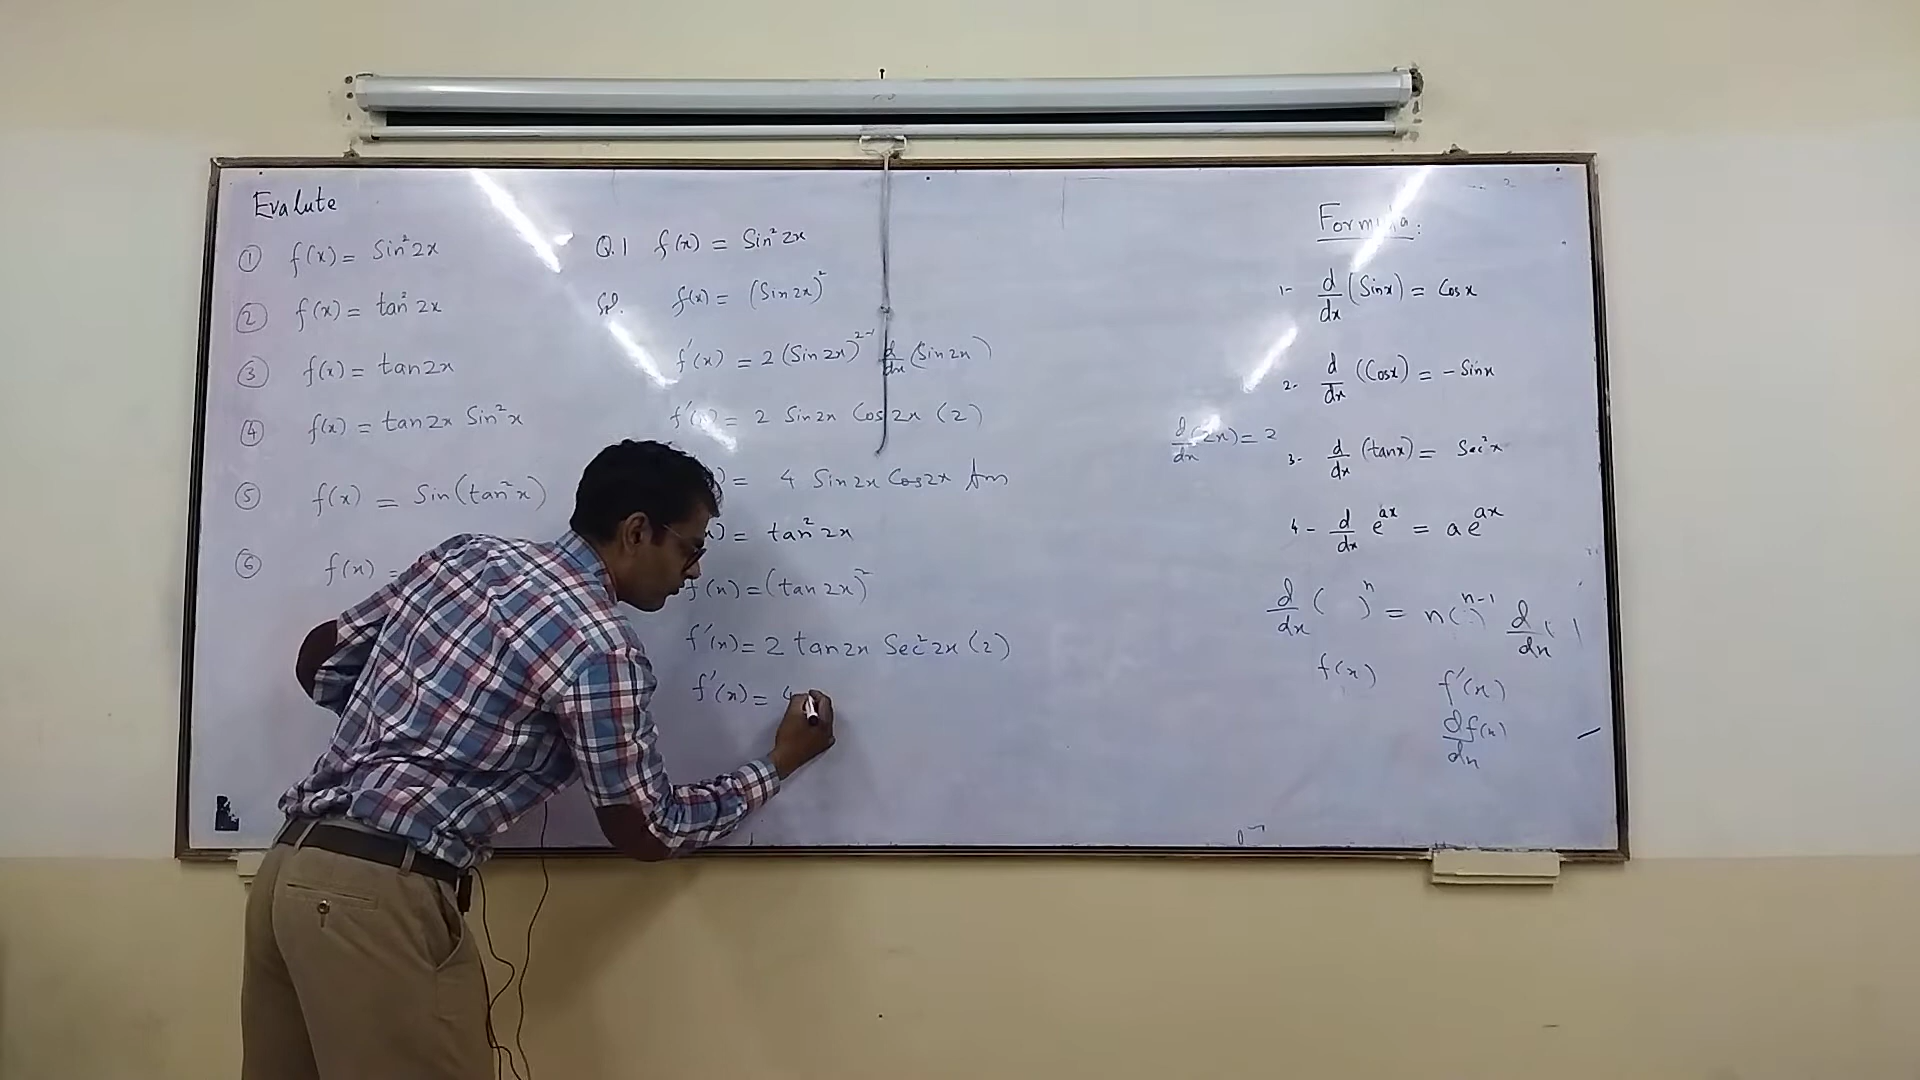 Evalute
① f(x) = Sin²2x
② f(x) = tan²2x
③ f(x) = tan2x
④ f(x) = tan2x Sin²x
⑤ f(x) = Sin(tan²x)
⑥ f(x) =
Q.1 f(x) = Sin²2x
Sol. f(x) = (Sin2x)²
f'(x) = 2(Sin2x)²⁻¹ d/dx (Sin2x)
f'(x) = 2 Sin2x Cos2x (2)
) = 4 Sin2x Cos2x Ans
x) = tan²2x
f(x) = (tan2x)²
f'(x) = 2 tan2x Sec²2x (2)
f'(x) = 4
Formula:
1- d/dx (Sinx) = Cosx
2- d/dx (Cosx) = -Sinx
d/dx (2x) = 2
3- d/dx (tanx) = Sec²x
4- d/dx e^ax = a e^ax
d/dx ( )ⁿ = n( )ⁿ⁻¹ d/dx ( )
f(x) f'(x)
d/dx f(x)